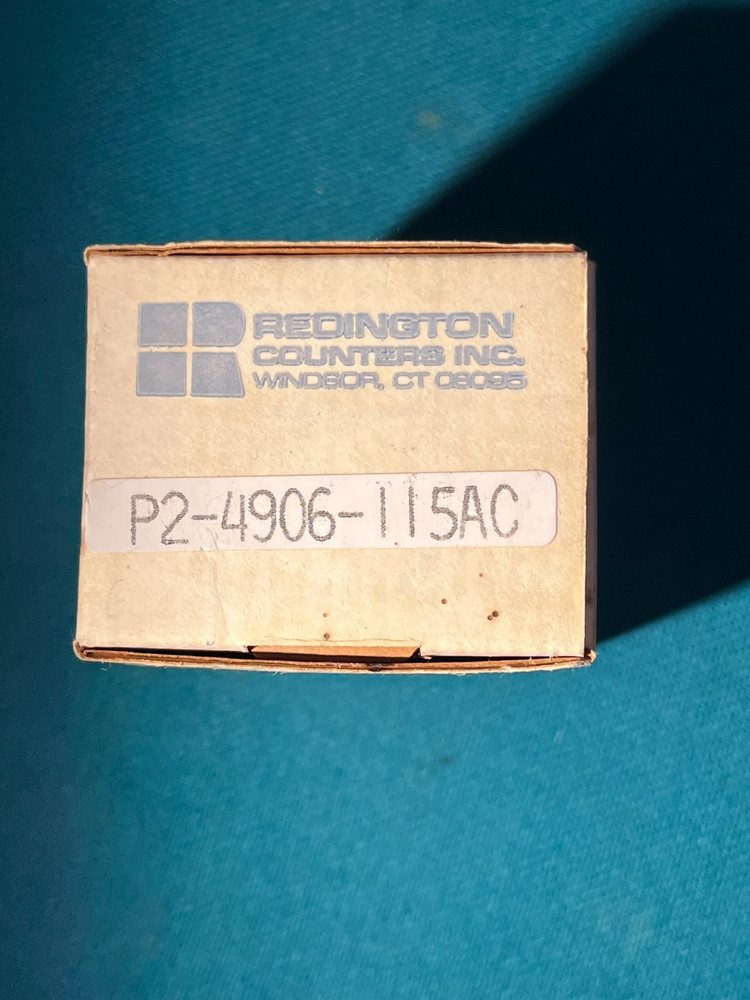 REDINGTON
COUNTERS INC.
WINDSOR, CT 06095
P2-4906-115AC